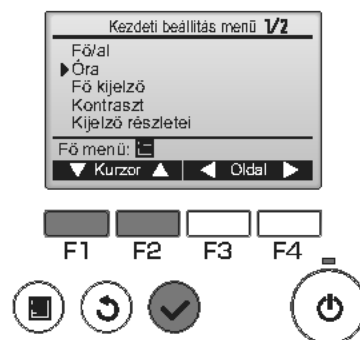 Kezdeti beállítás menü 1/2
Fő/al
Óra
Fő kijelző
Kontraszt
Kijelző részletei
Fő menü:
Kurzor Oldal
F1 F2 F3 F4